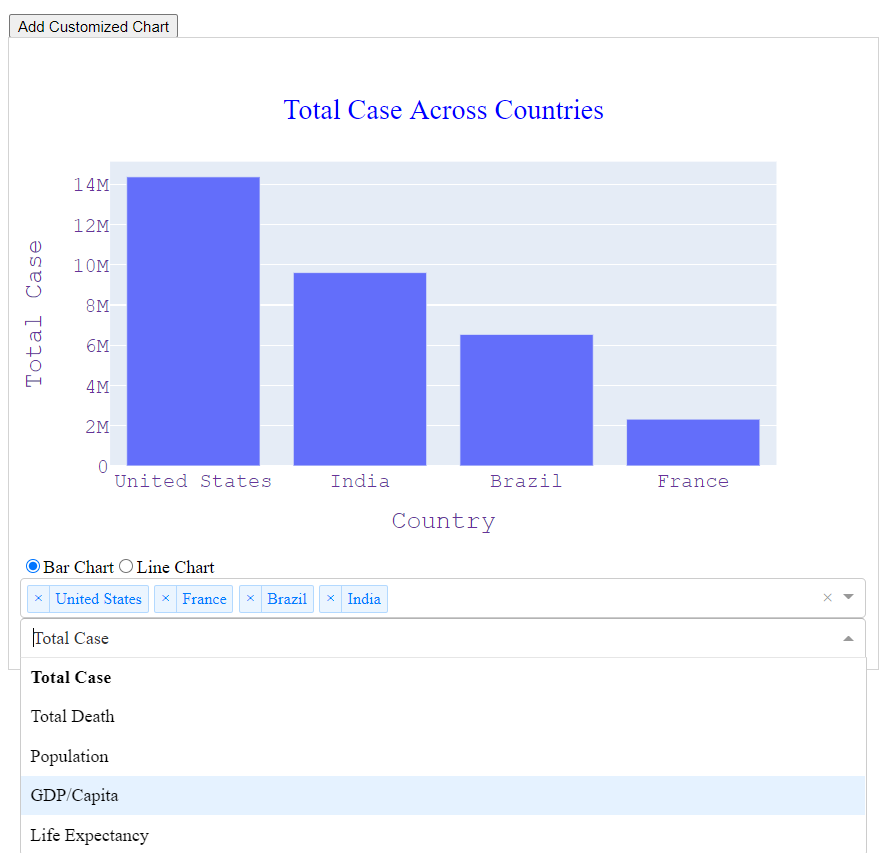 Add Customized Chart
Total Case Across Countries
14M
12M
10M
8M
6M
4M
2M
0
Total Case
United States India Brazil France
Country
Bar Chart Line Chart
× United States × France × Brazil × India ×
Total Case
Total Case
Total Death
Population
GDP/Capita
Life Expectancy